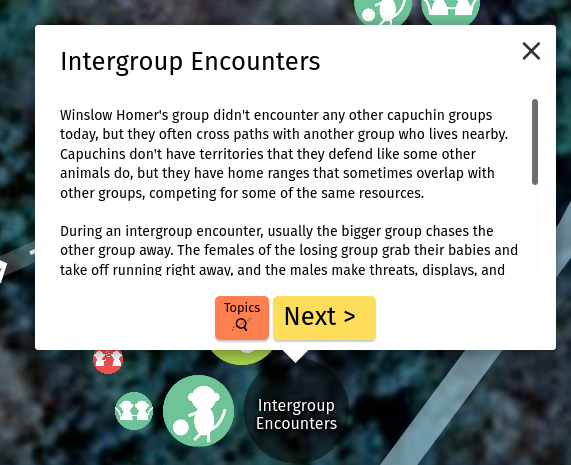 Intergroup Encounters
Winslow Homer's group didn't encounter any other capuchin groups
today, but they often cross paths with another group who lives nearby.
Capuchins don't have territories that they defend like some other
animals do, but they have home ranges that sometimes overlap with
other groups, competing for some of the same resources.
During an intergroup encounter, usually the bigger group chases the
other group away. The females of the losing group grab their babies and
take off running right away, and the males make threats, displays, and
Topics
Next >
Intergroup
Encounters